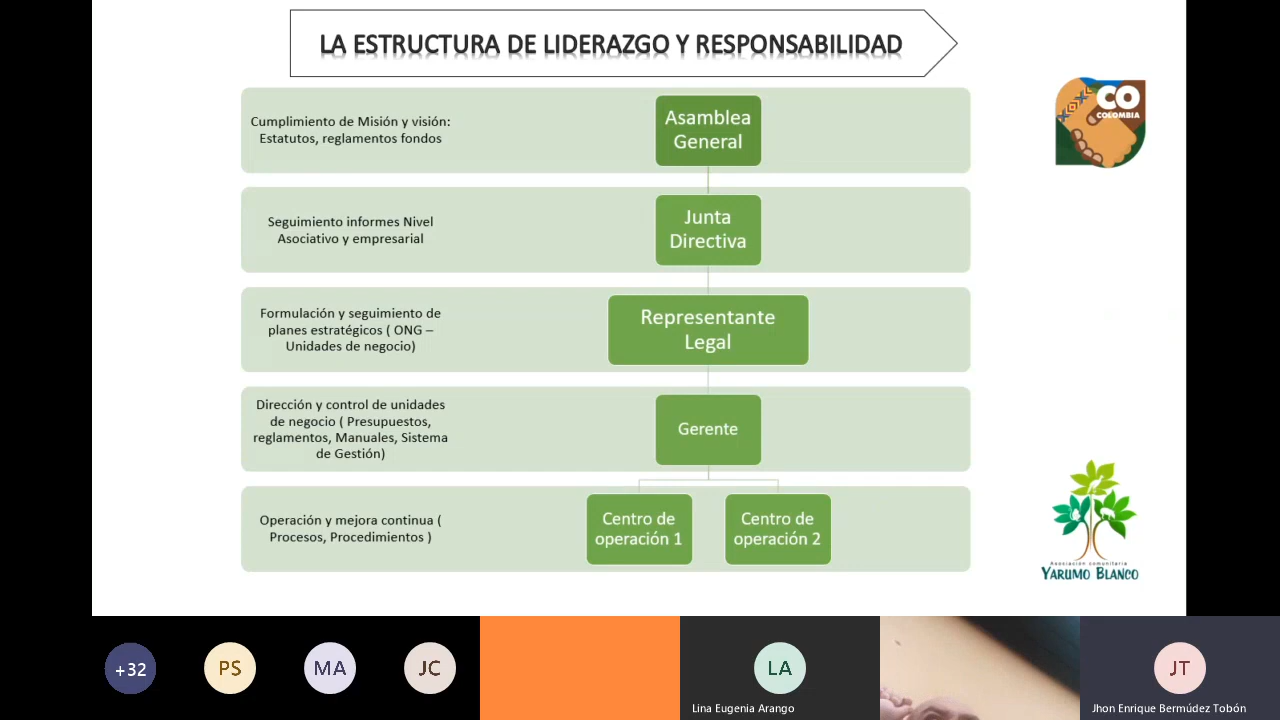 LA ESTRUCTURA DE LIDERAZGO Y RESPONSABILIDAD
CO
COLOMBIA
Cumplimiento de Misión y visión:
Estatutos, reglamentos fondos
Asamblea
General
Seguimiento informes Nivel
Asociativo y empresarial
Junta
Directiva
Formulación y seguimiento de
planes estratégicos ( ONG –
Unidades de negocio)
Representante
Legal
Dirección y control de unidades
de negocio ( Presupuestos,
reglamentos, Manuales, Sistema
de Gestión)
Gerente
Operación y mejora continua (
Procesos, Procedimientos )
Centro de
operación 1
Centro de
operación 2
Asociación comunitaria
YARUMO BLANCO
+32
PS
MA
JC
LA
Lina Eugenia Arango
JT
Jhon Enrique Bermúdez Tobón